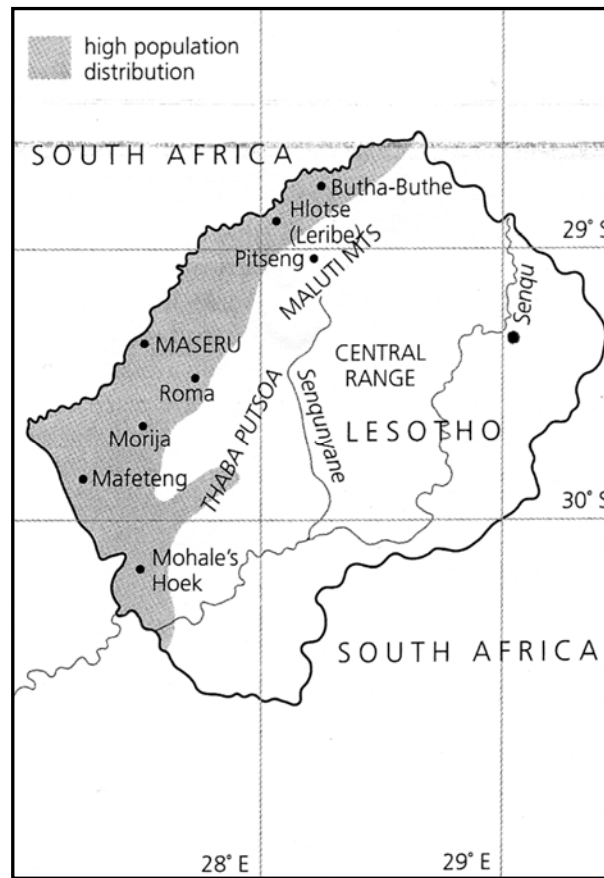 high population
distribution
SOUTH AFRICA
Butha-Buthe
Hlotse
(Leribe)
29° S
Pitseng
MALUTI MTS
Senqu
MASERU
CENTRAL
RANGE
Roma
Senqunyane
THABA PUTSOA
LESOTHO
Morija
Mafeteng
30° S
Mohale's
Hoek
SOUTH AFRICA
28° E
29° E